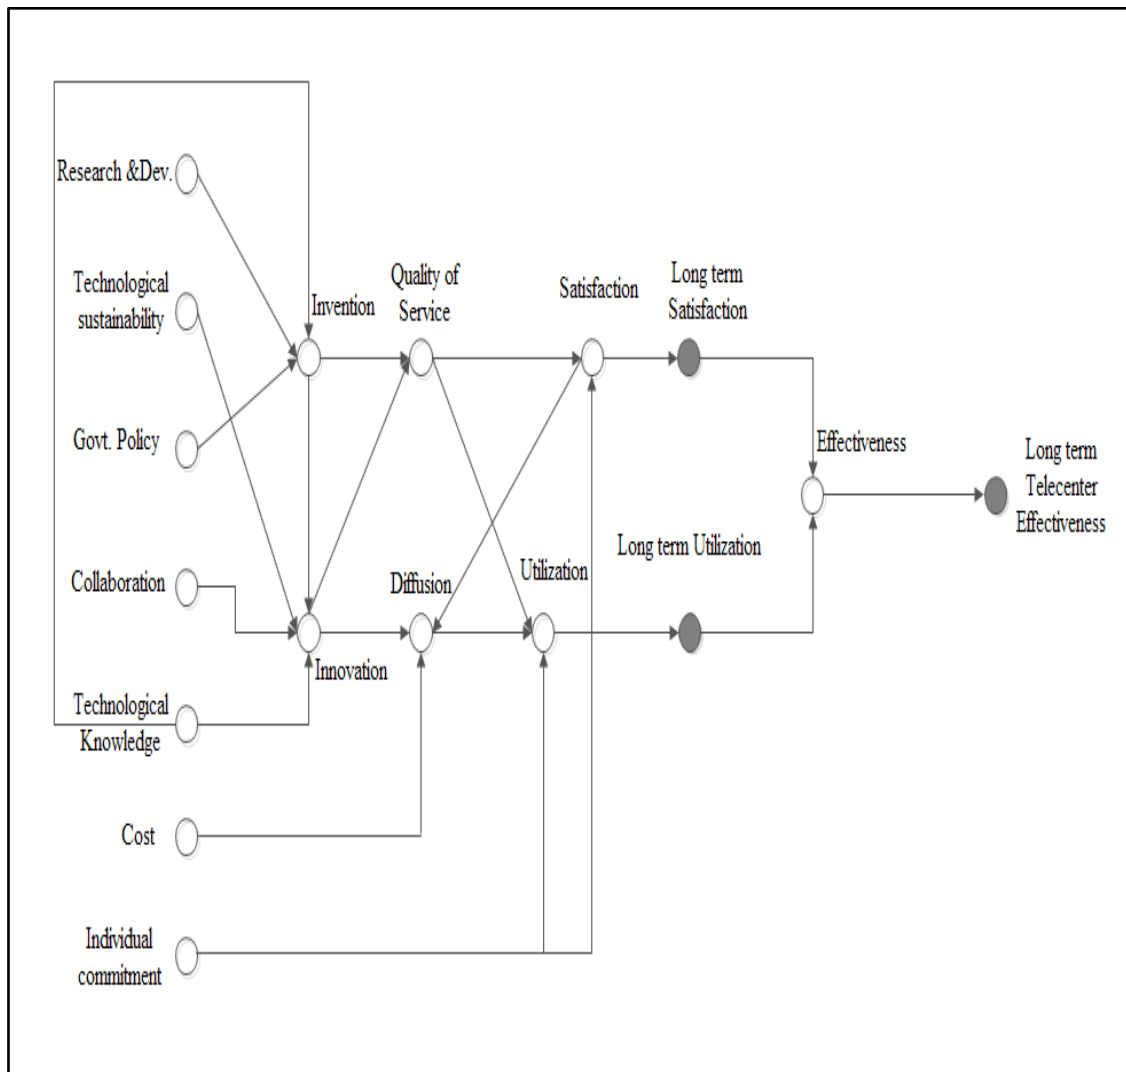 Research &Dev.
Technological
sustainability
Govt. Policy
Collaboration
Technological
Knowledge
Cost
Individual
commitment
Invention
Innovation
Quality of
Service
Diffusion
Utilization
Satisfaction
Long term
Satisfaction
Long term Utilization
Effectiveness
Long term
Telecenter
Effectiveness